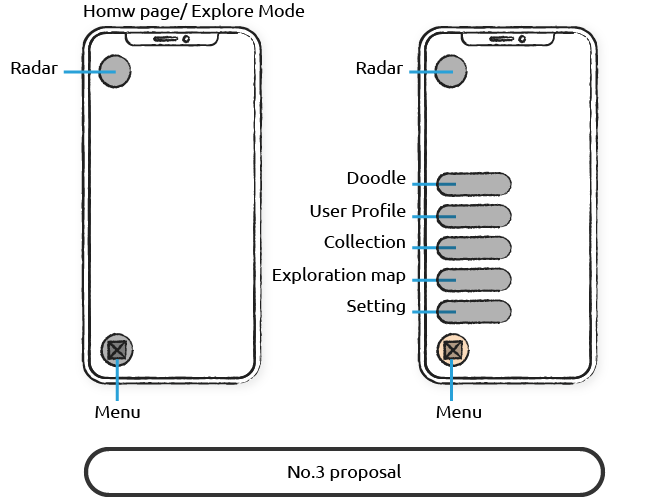 Homw page/ Explore Mode
Radar
Menu
Radar
Doodle
User Profile
Collection
Exploration map
Setting
Menu
No.3 proposal